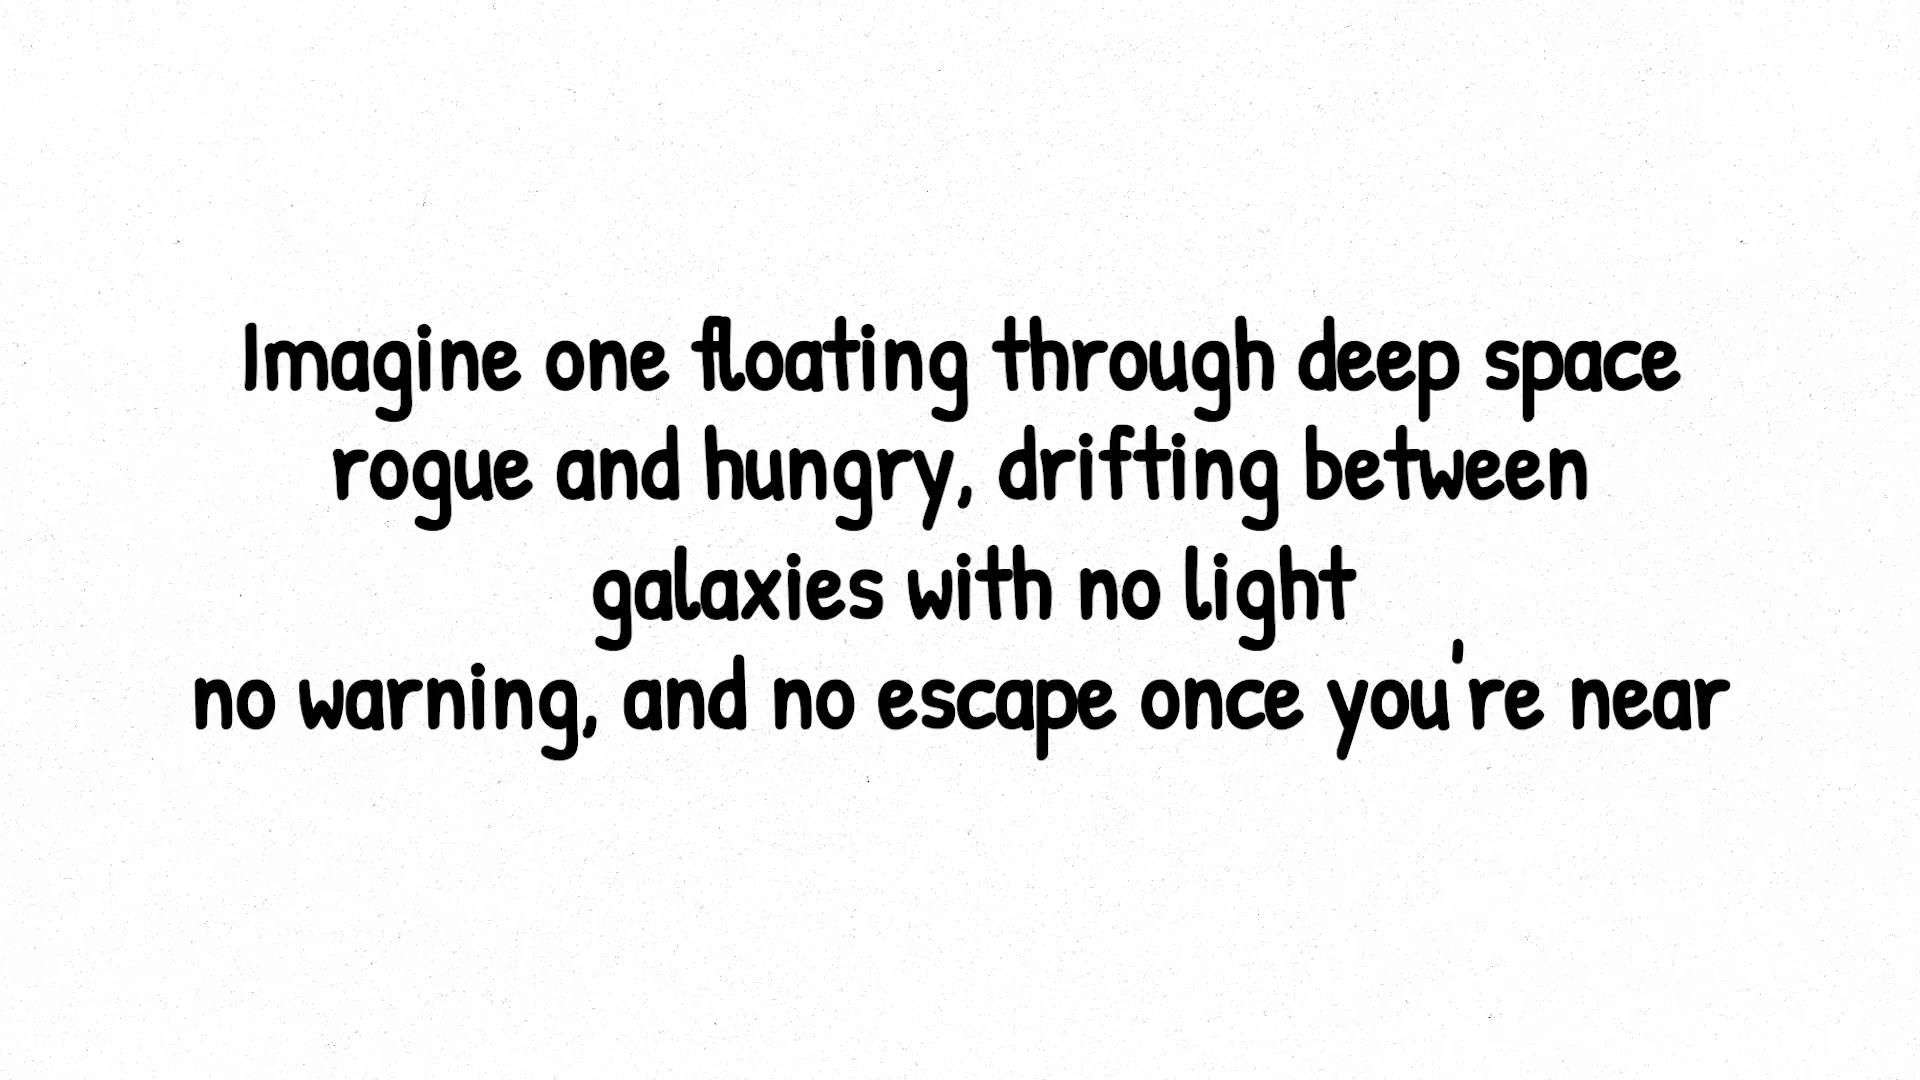 Imagine one floating through deep space
rogue and hungry, drifting between
galaxies with no light
no warning, and no escape once you're near